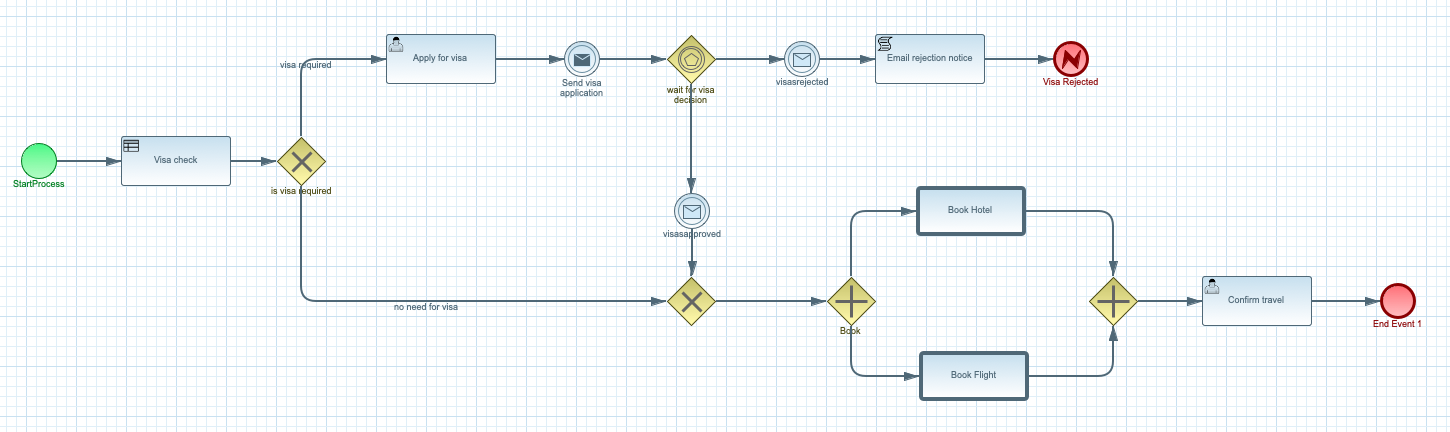 visa required
Apply for visa
Send visa
application
wait for visa
decision
visasrejected
Email rejection notice
Visa Rejected
StartProcess
Visa check
is visa required
visasapproved
Book Hotel
no need for visa
Book
Confirm travel
End Event 1
Book Flight